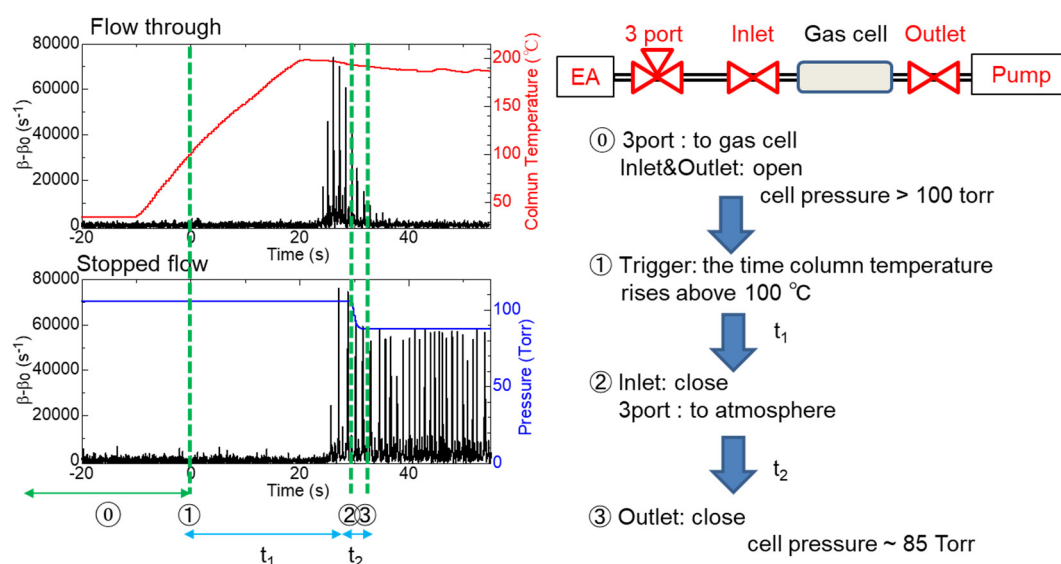 Flow through
80000
60000
40000
20000
0
β-β0 (s-1)
200
150
100
50
Colmun Temperature (℃)
-20
0
20
40
Time (s)
Stopped flow
80000
60000
40000
20000
0
β-β0 (s-1)
100
50
0
Pressure (Torr)
-20
0
20
40
Time (s)
⓪
①
②
③
t1
t2
3 port
Inlet
Gas cell
Outlet
EA
Pump
⓪ 3port : to gas cell
Inlet&Outlet: open
cell pressure > 100 torr
① Trigger: the time column temperature
rises above 100 ℃
t1
② Inlet: close
3port : to atmosphere
t2
③ Outlet: close
cell pressure ~ 85 Torr